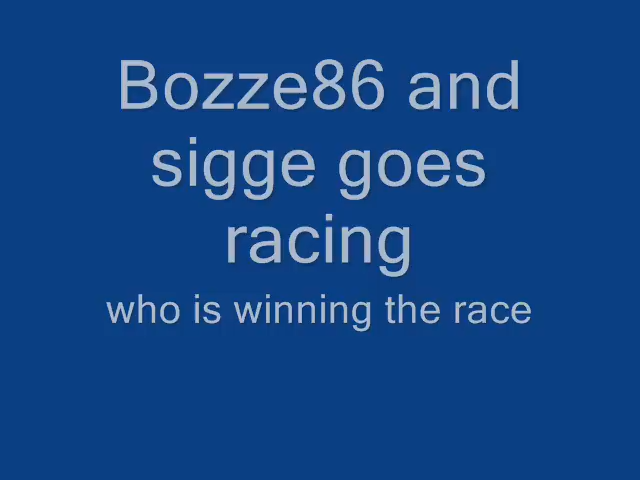 Bozze86 and
sigge goes
racing
who is winning the race